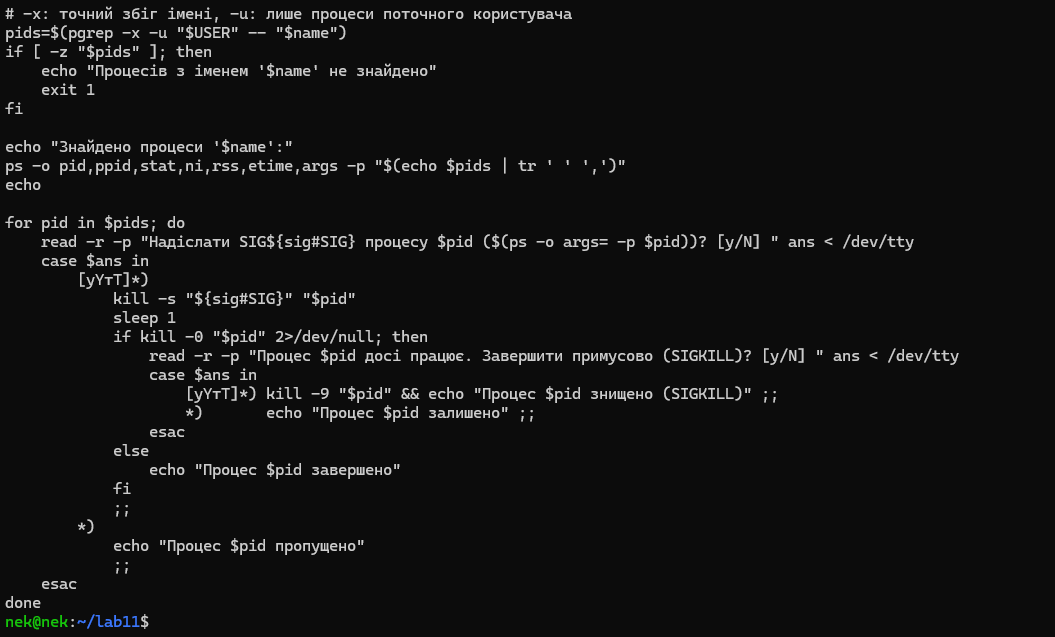 # -x: точний збіг імені, -u: лише процеси поточного користувача
pids=$(pgrep -x -u "$USER" -- "$name")
if [ -z "$pids" ]; then
    echo "Процесів з іменем '$name' не знайдено"
    exit 1
fi

echo "Знайдено процеси '$name':"
ps -o pid,ppid,stat,ni,rss,etime,args -p "$(echo $pids | tr ' ' ',')"
echo

for pid in $pids; do
    read -r -p "Надіслати SIG${sig#SIG} процесу $pid ($(ps -o args= -p $pid))? [y/N] " ans < /dev/tty
    case $ans in
        [yYтТ]*)
            kill -s "${sig#SIG}" "$pid"
            sleep 1
            if kill -0 "$pid" 2>/dev/null; then
                read -r -p "Процес $pid досі працює. Завершити примусово (SIGKILL)? [y/N] " ans < /dev/tty
                case $ans in
                    [yYтТ]*) kill -9 "$pid" && echo "Процес $pid знищено (SIGKILL)" ;;
                    *)       echo "Процес $pid залишено" ;;
                esac
            else
                echo "Процес $pid завершено"
            fi
            ;;
        *)
            echo "Процес $pid пропущено"
            ;;
    esac
done
nek@nek:~/lab11$